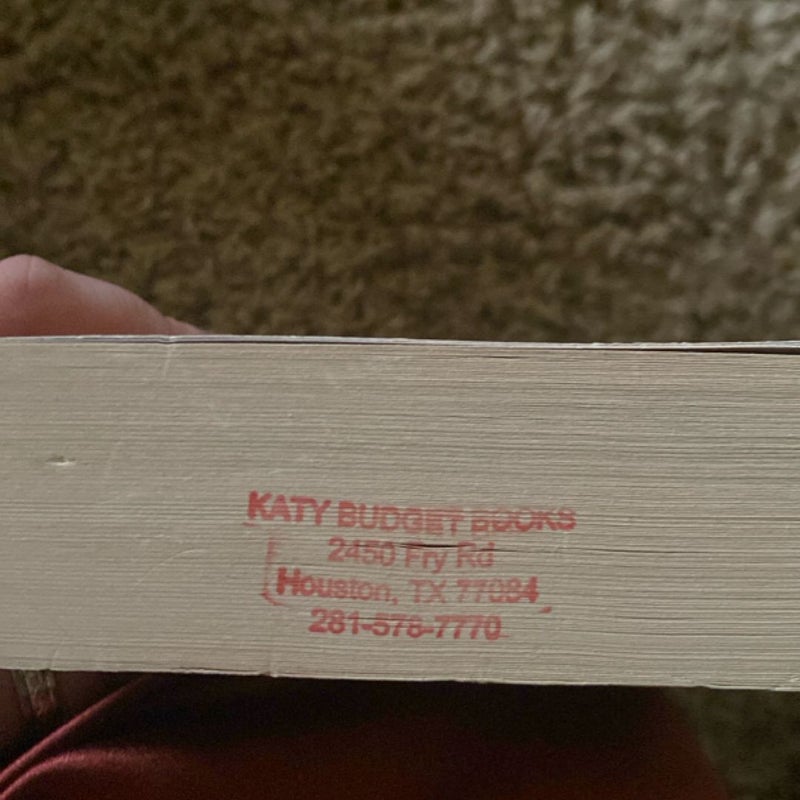 KATY BUDGET BOOKS
2450 Fry Rd
Houston, TX 77084
281-578-7770